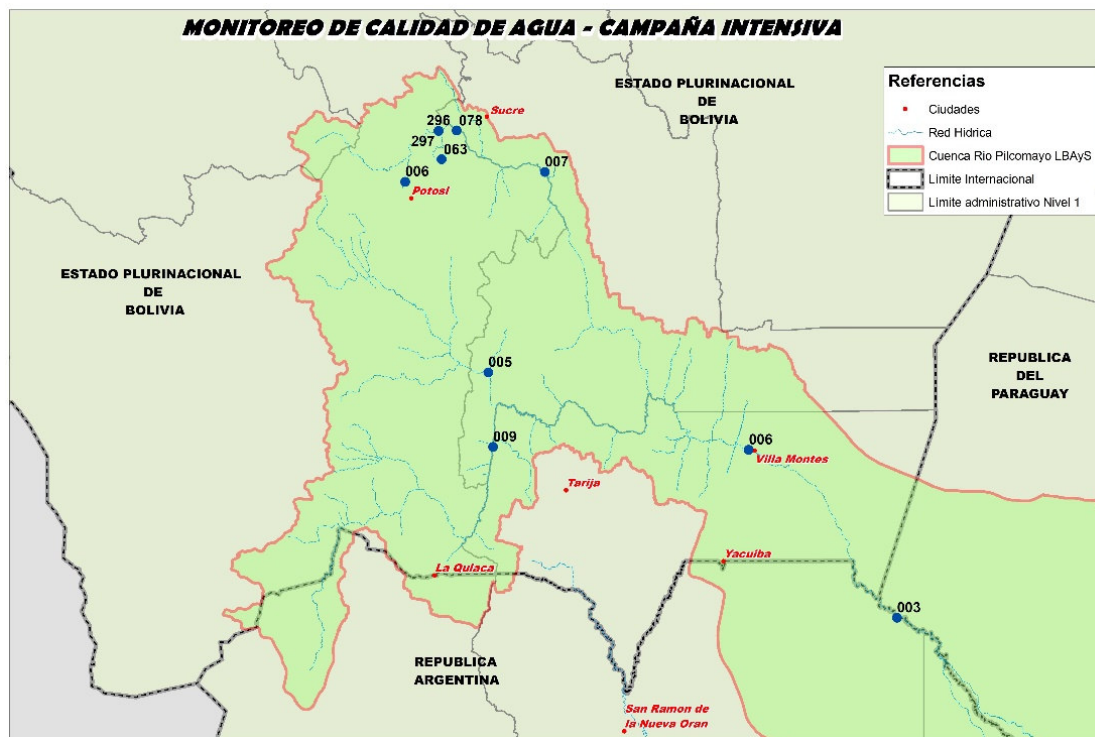 MONITOREO DE CALIDAD DE AGUA - CAMPAÑA INTENSIVA
ESTADO PLURINACIONAL
DE
BOLIVIA
Referencias
Ciudades
Red Hídrica
Cuenca Rio Pilcomayo LBAyS
Limite Internacional
Limite administrativo Nivel 1
Sucre
296
078
297
063
007
006
Potosí
ESTADO PLURINACIONAL
DE
BOLIVIA
REPUBLICA
DEL
PARAGUAY
005
009
006
Villa Montes
Tarija
Yacuiba
La Quiaca
003
REPUBLICA
ARGENTINA
San Ramon de
la Nueva Oran